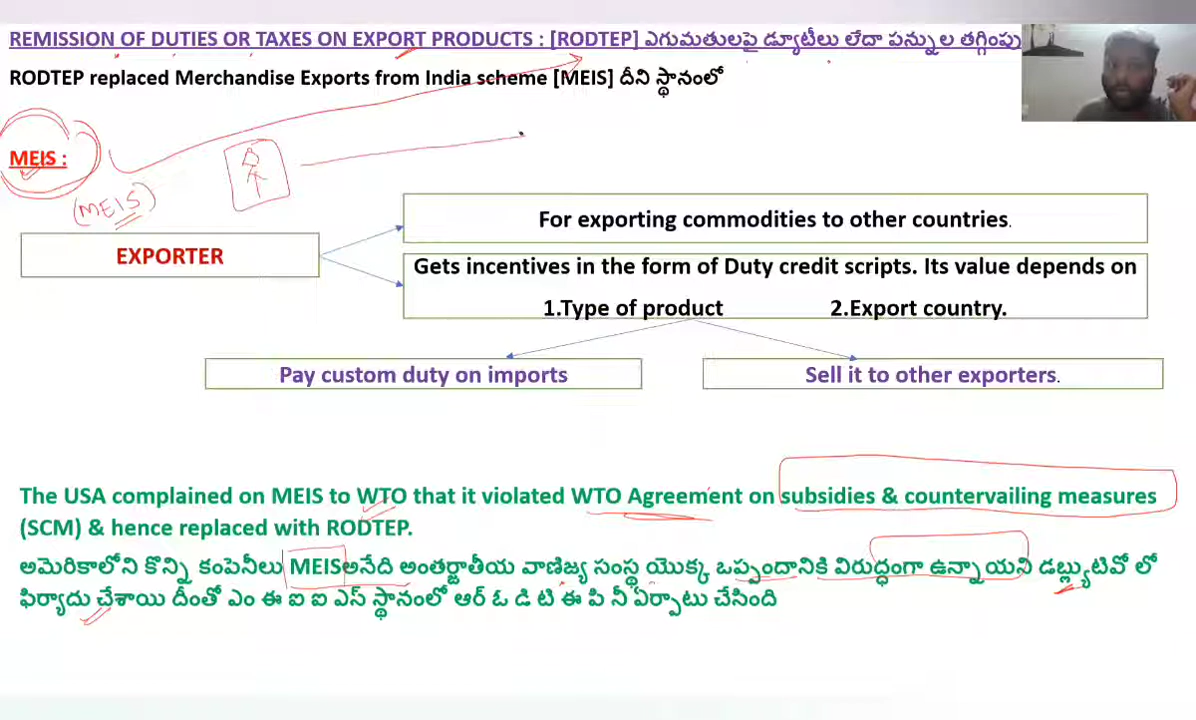 REMISSION OF DUTIES OR TAXES ON EXPORT PRODUCTS : [RODTEP] ఎగుమతులపై డ్యూటీలు లేదా పన్నుల తగ్గింపు
RODTEP replaced Merchandise Exports from India scheme [MEIS] దీని స్థానంలో
MEIS :
(MEIS)
EXPORTER
For exporting commodities to other countries.
Gets incentives in the form of Duty credit scripts. Its value depends on
1.Type of product 2.Export country.
Pay custom duty on imports
Sell it to other exporters.
The USA complained on MEIS to WTO that it violated WTO Agreement on subsidies & countervailing measures
(SCM) & hence replaced with RODTEP.
అమెరికాలోని కొన్ని కంపెనీలు MEISఅనేది అంతర్జాతీయ వాణిజ్య సంస్థ యొక్క ఒప్పందానికి విరుద్ధంగా ఉన్నాయని డబ్ల్యుటివో లో
ఫిర్యాదు చేశాయి దీంతో ఎం ఈ ఐ ఐ ఎస్ స్థానంలో ఆర్ ఓ డి టి ఈ పి నీ ఏర్పాటు చేసింది